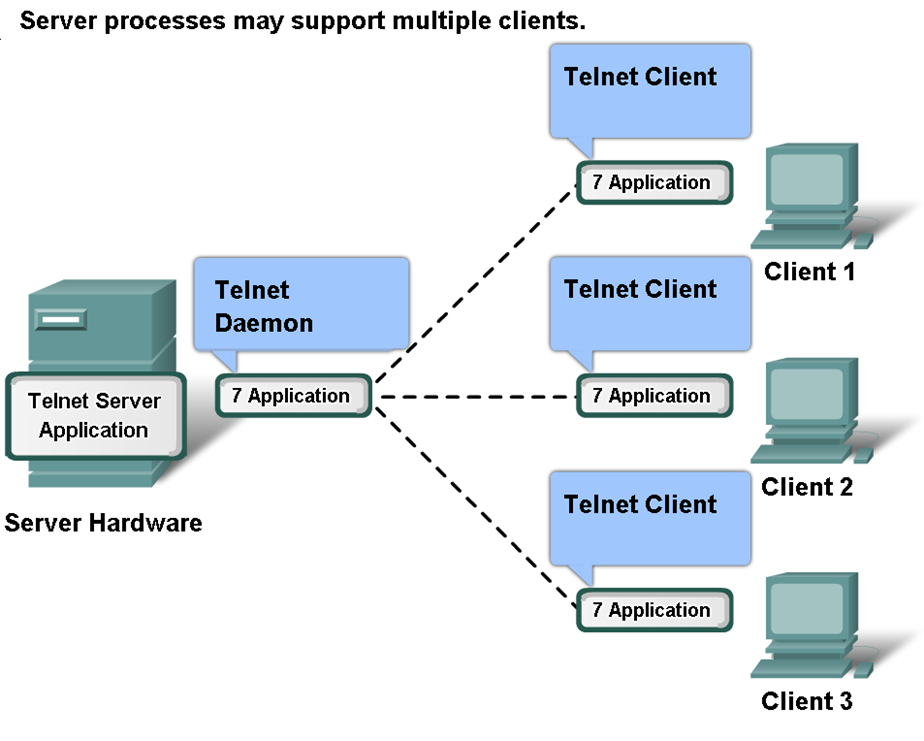 Server processes may support multiple clients.
Telnet Client
7 Application
Client 1
Telnet
Daemon
7 Application
Telnet Server
Application
Server Hardware
Telnet Client
7 Application
Client 2
Telnet Client
7 Application
Client 3